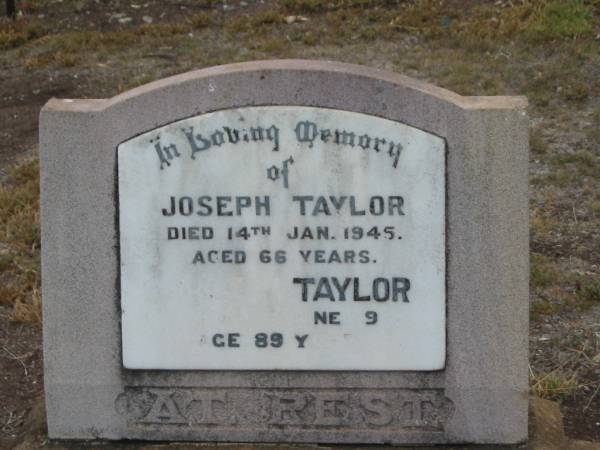 In Loving Memory
of
JOSEPH TAYLOR
DIED 14TH JAN. 1945.
AGED 66 YEARS.
TAYLOR
NE 9
GE 89 Y
AT REST